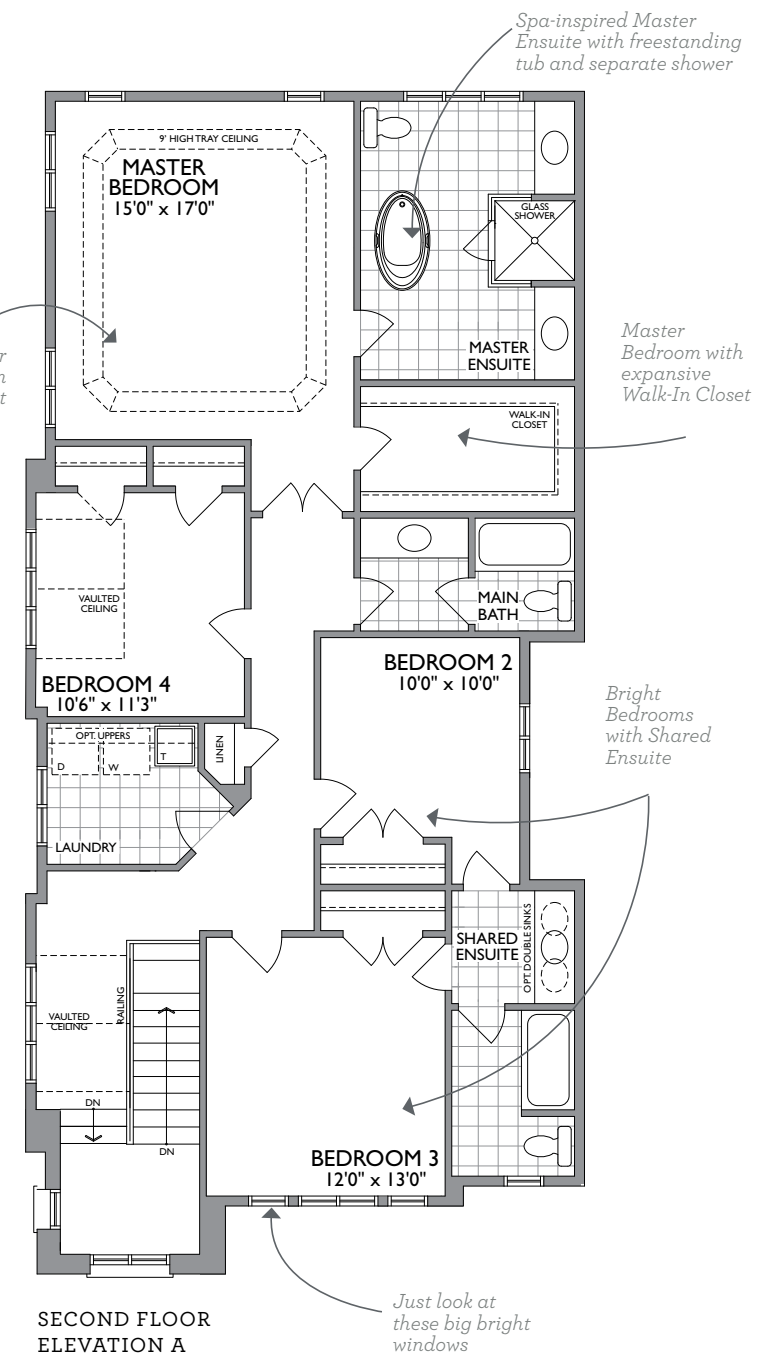 Spa-inspired Master
Ensuite with freestanding
tub and separate shower
9' HIGH TRAY CEILING
MASTER
BEDROOM
15'0" x 17'0"
GLASS
SHOWER
MASTER
ENSUITE
Master
Bedroom with
expansive
Walk-In Closet
r
n
t
WALK-IN
CLOSET
VAULTED
CEILING
MAIN
BATH
BEDROOM 4
10'6" x 11'3"
BEDROOM 2
10'0" x 10'0"
Bright
Bedrooms
with Shared
Ensuite
OPT. UPPERS
D
W
T
LINEN
LAUNDRY
SHARED
ENSUITE
OPT. DOUBLE SINKS
RAILING
VAULTED
CEILING
DN
DN
BEDROOM 3
12'0" x 13'0"
Just look at
these big bright
windows
SECOND FLOOR
ELEVATION A